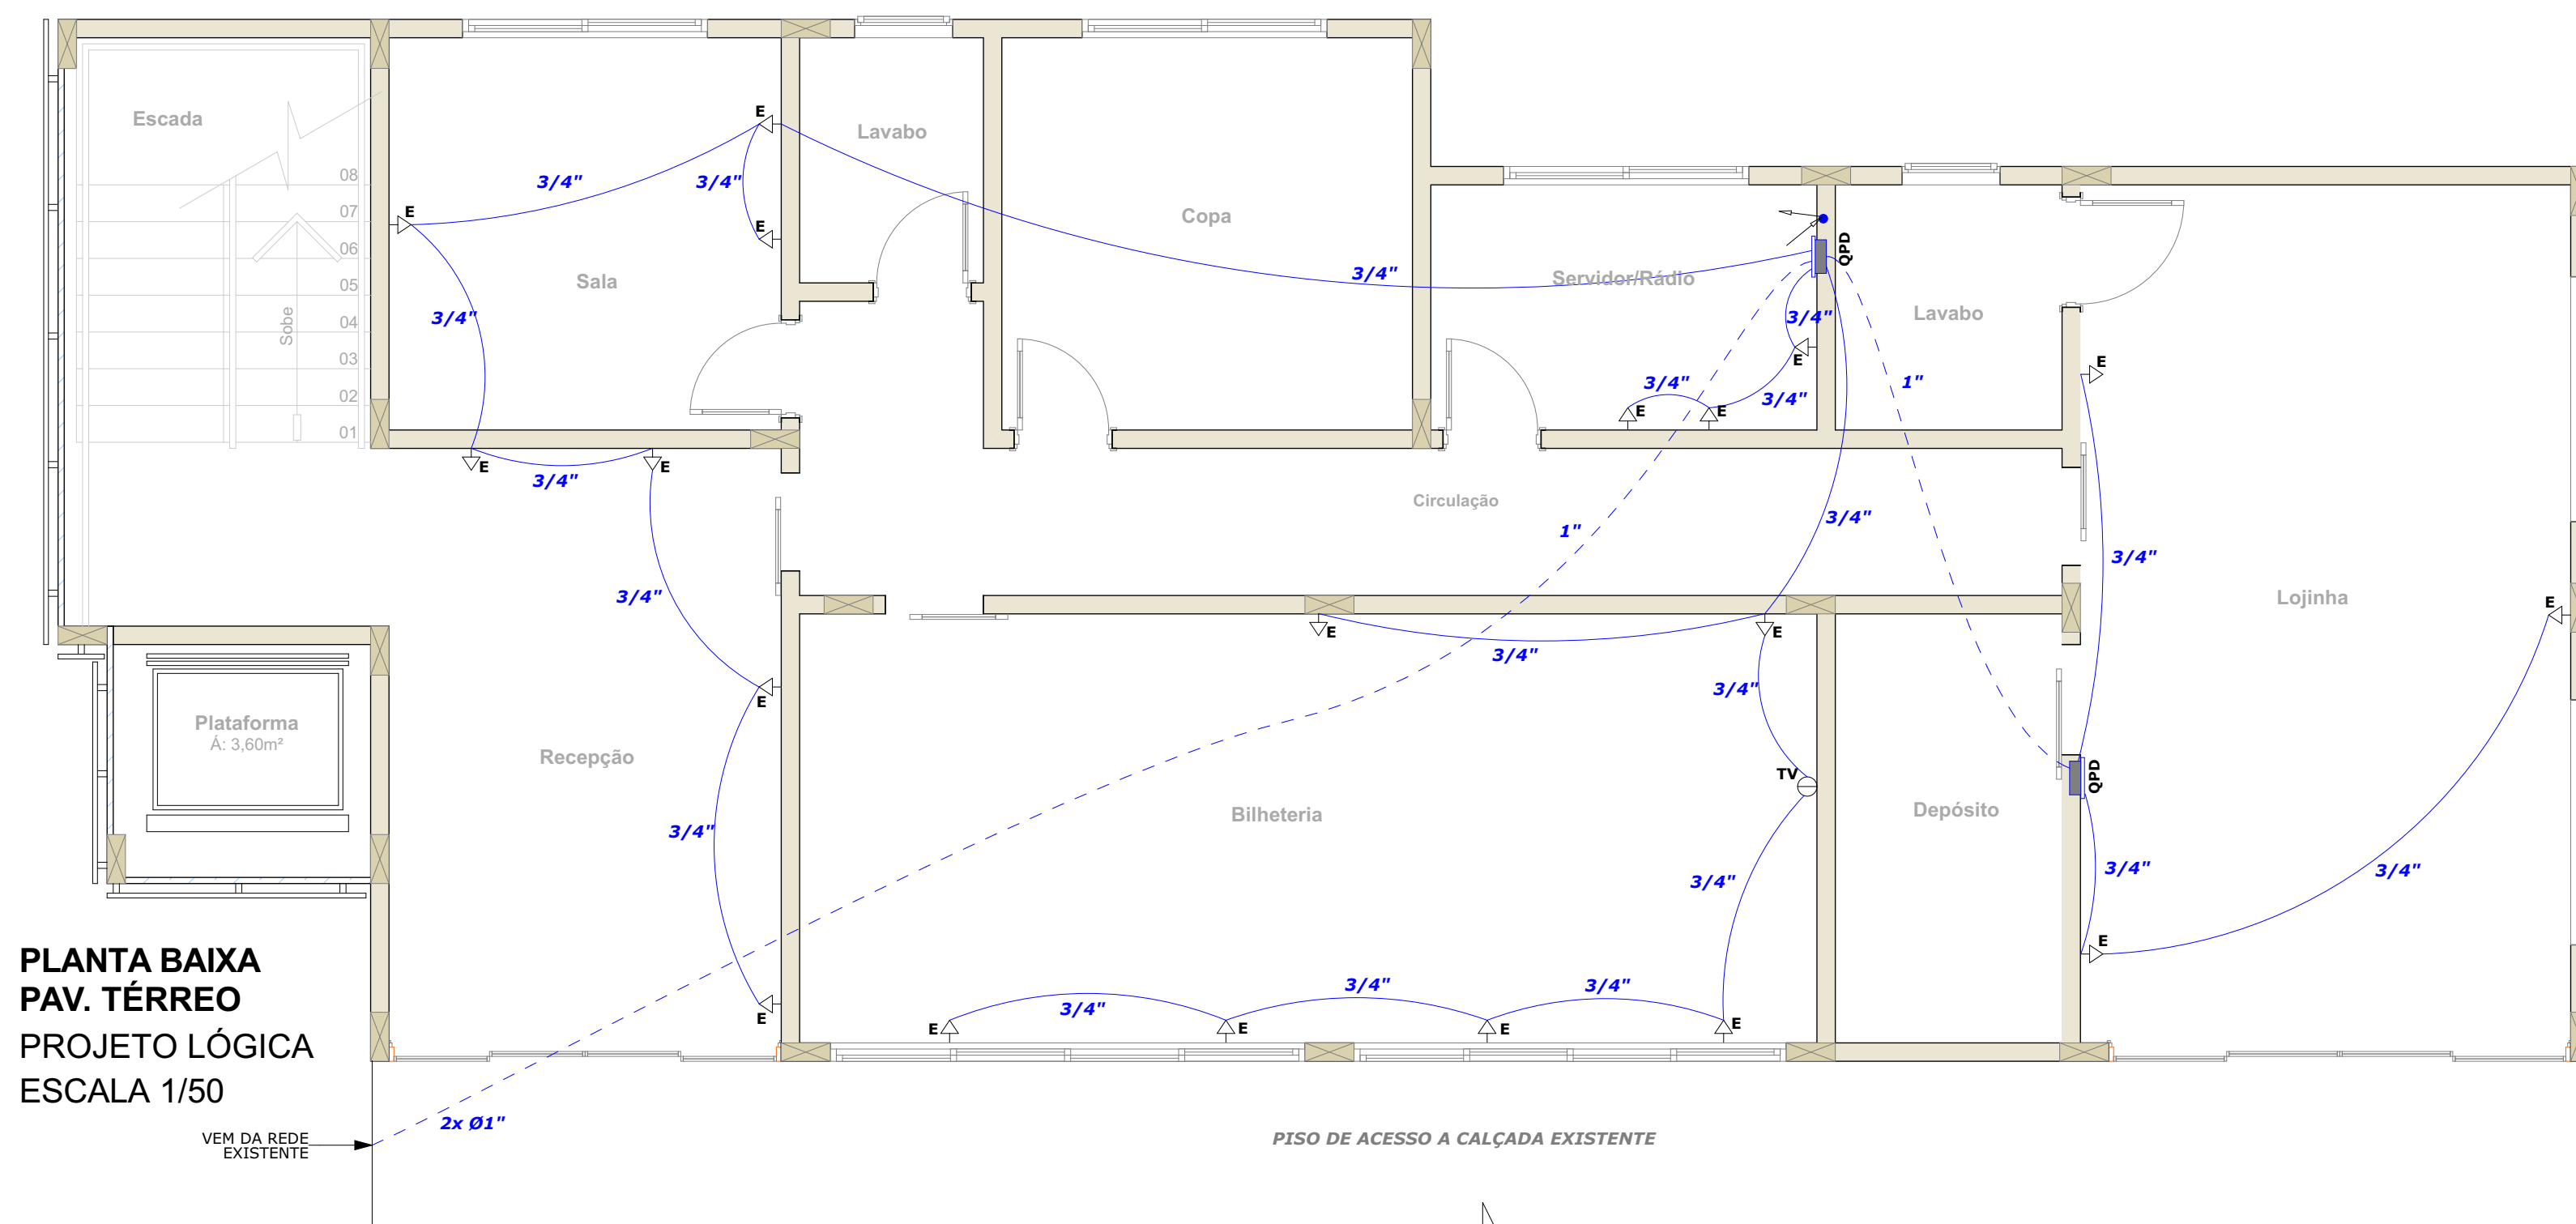 Escada
08
07
06
05
04
03
02
01
Sobe
E
3/4"
3/4"
E
E
Sala
3/4"
Lavabo
Copa
3/4"
Servidor/Rádio
QPD
3/4"
E
3/4"
3/4"
E
E
Lavabo
1"
E
E
E
3/4"
Circulação
1"
3/4"
3/4"
Lojinha
E
3/4"
E
E
3/4"
3/4"
E
Plataforma
Á: 3,60m²
Recepção
3/4"
E
TV
Bilheteria
Depósito
QPD
3/4"
3/4"
3/4"
E
3/4"
3/4"
3/4"
E
E
E
E
PLANTA BAIXA
PAV. TÉRREO
PROJETO LÓGICA
ESCALA 1/50
VEM DA REDE
EXISTENTE
2x Ø1"
PISO DE ACESSO A CALÇADA EXISTENTE